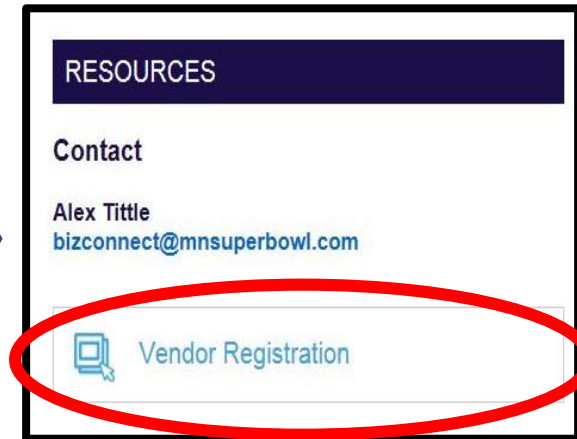 RESOURCES
Contact
Alex Tittle
bizconnect@mnsuperbowl.com
Vendor Registration